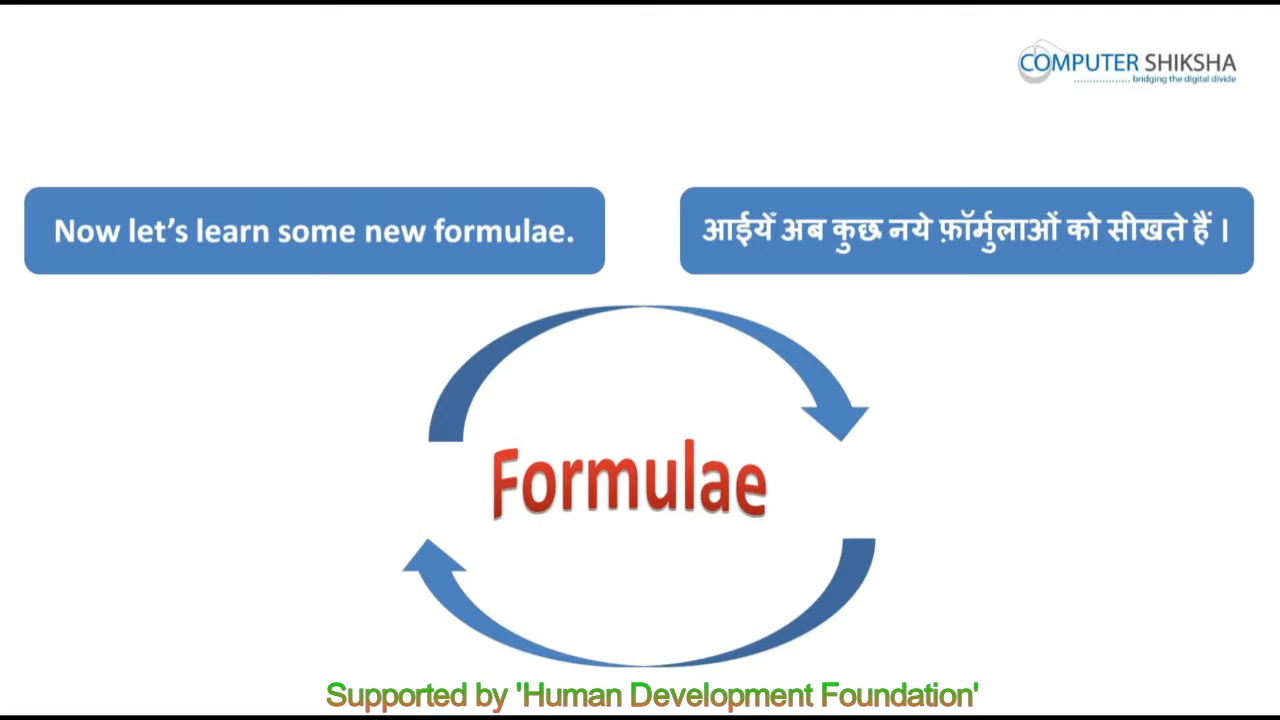 COMPUTER SHIKSHA
.................. bridging the digital divide
Now let's learn some new formulae.
आईयेँ अब कुछ नये फ़ॉर्मुलाओं को सीखते हैं ।
Formulae
Supported by 'Human Development Foundation'